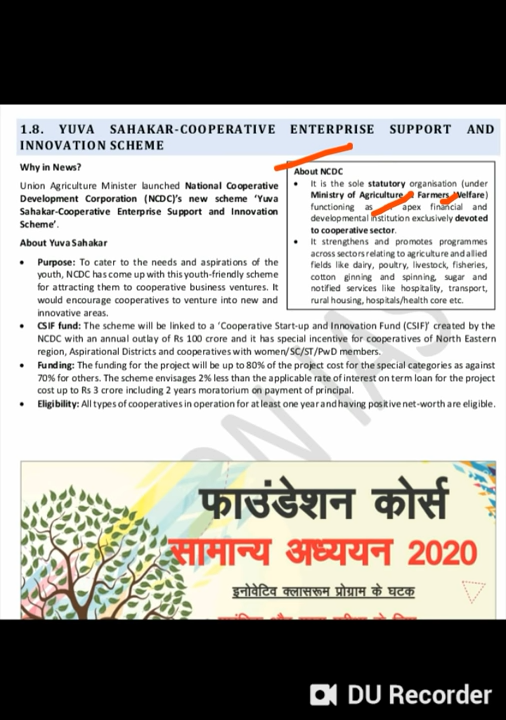 1.8. YUVA SAHAKAR-COOPERATIVE ENTERPRISE SUPPORT AND
INNOVATION SCHEME
Why in News?
Union Agriculture Minister launched National Cooperative
Development Corporation (NCDC)'s new scheme 'Yuva
Sahakar-Cooperative Enterprise Support and Innovation
Scheme'.
About Yuva Sahakar
• Purpose: To cater to the needs and aspirations of the
youth, NCDC has come up with this youth-friendly scheme
for attracting them to cooperative business ventures. It
would encourage cooperatives to venture into new and
innovative areas.
About NCDC
• It is the sole statutory organisation (under
Ministry of Agriculture Farmers Welfare)
functioning as apex financial and
developmental institution exclusively devoted
to cooperative sector.
• It strengthens and promotes programmes
across sectors relating to agriculture and allied
fields like dairy, poultry, livestock, fisheries,
cotton ginning and spinning, sugar and
notified services like hospitality, transport,
rural housing, hospitals/health core etc.
• CSIF fund: The scheme will be linked to a 'Cooperative Start-up and Innovation Fund (CSIF)' created by the
NCDC with an annual outlay of Rs 100 crore and it has special incentive for cooperatives of North Eastern
region, Aspirational Districts and cooperatives with women/SC/ST/PwD members.
• Funding: The funding for the project will be up to 80% of the project cost for the special categories as against
70% for others. The scheme envisages 2% less than the applicable rate of interest on term loan for the project
cost up to Rs 3 crore including 2 years moratorium on payment of principal.
• Eligibility: All types of cooperatives in operation for at least one year and having positive net-worth are eligible.
फाउंडेशन कोर्स
सामान्य अध्ययन 2020
इनोवेटिव क्लासरूम प्रोग्राम के घटक
DU Recorder